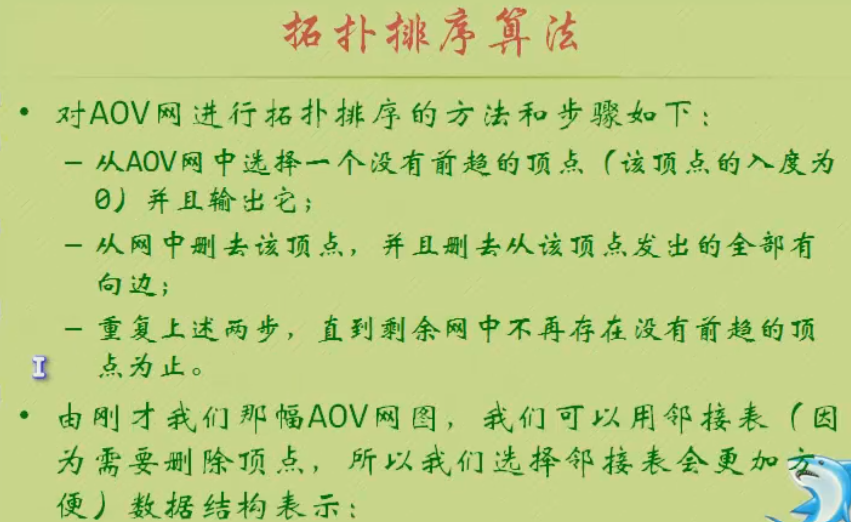 拓扑排序算法
• 对AOV网进行拓扑排序的方法和步骤如下：
– 从AOV网中选择一个没有前趋的顶点（该顶点的入度为
0）并且输出它；
– 从网中删去该顶点，并且删去从该顶点发出的全部有
向边；
– 重复上述两步，直到剩余网中不再存在没有前趋的顶
点为止。
• 由刚才我们那幅AOV网图，我们可以用邻接表（因
为需要删除顶点，所以我们选择邻接表会更加方
便）数据结构表示：